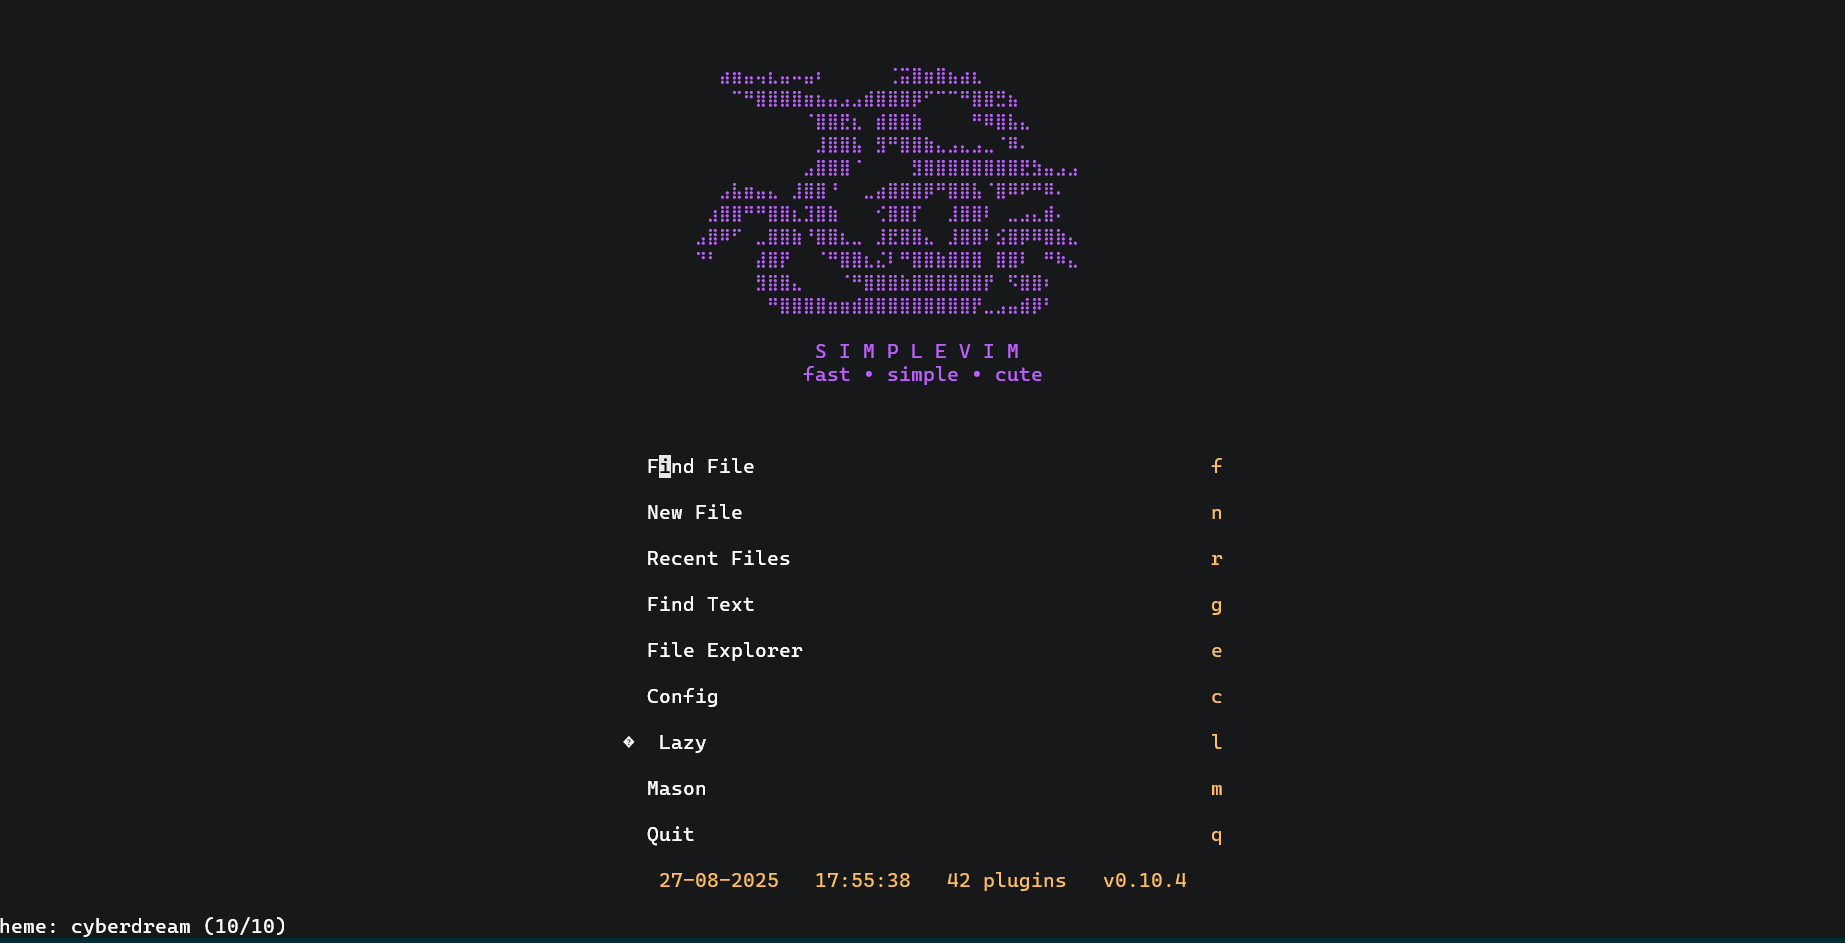 S I M P L E V I M
fast • simple • cute
Find File f
New File n
Recent Files r
Find Text g
File Explorer e
Config c
� Lazy l
Mason m
Quit q
27-08-2025 17:55:38 42 plugins v0.10.4
heme: cyberdream (10/10)